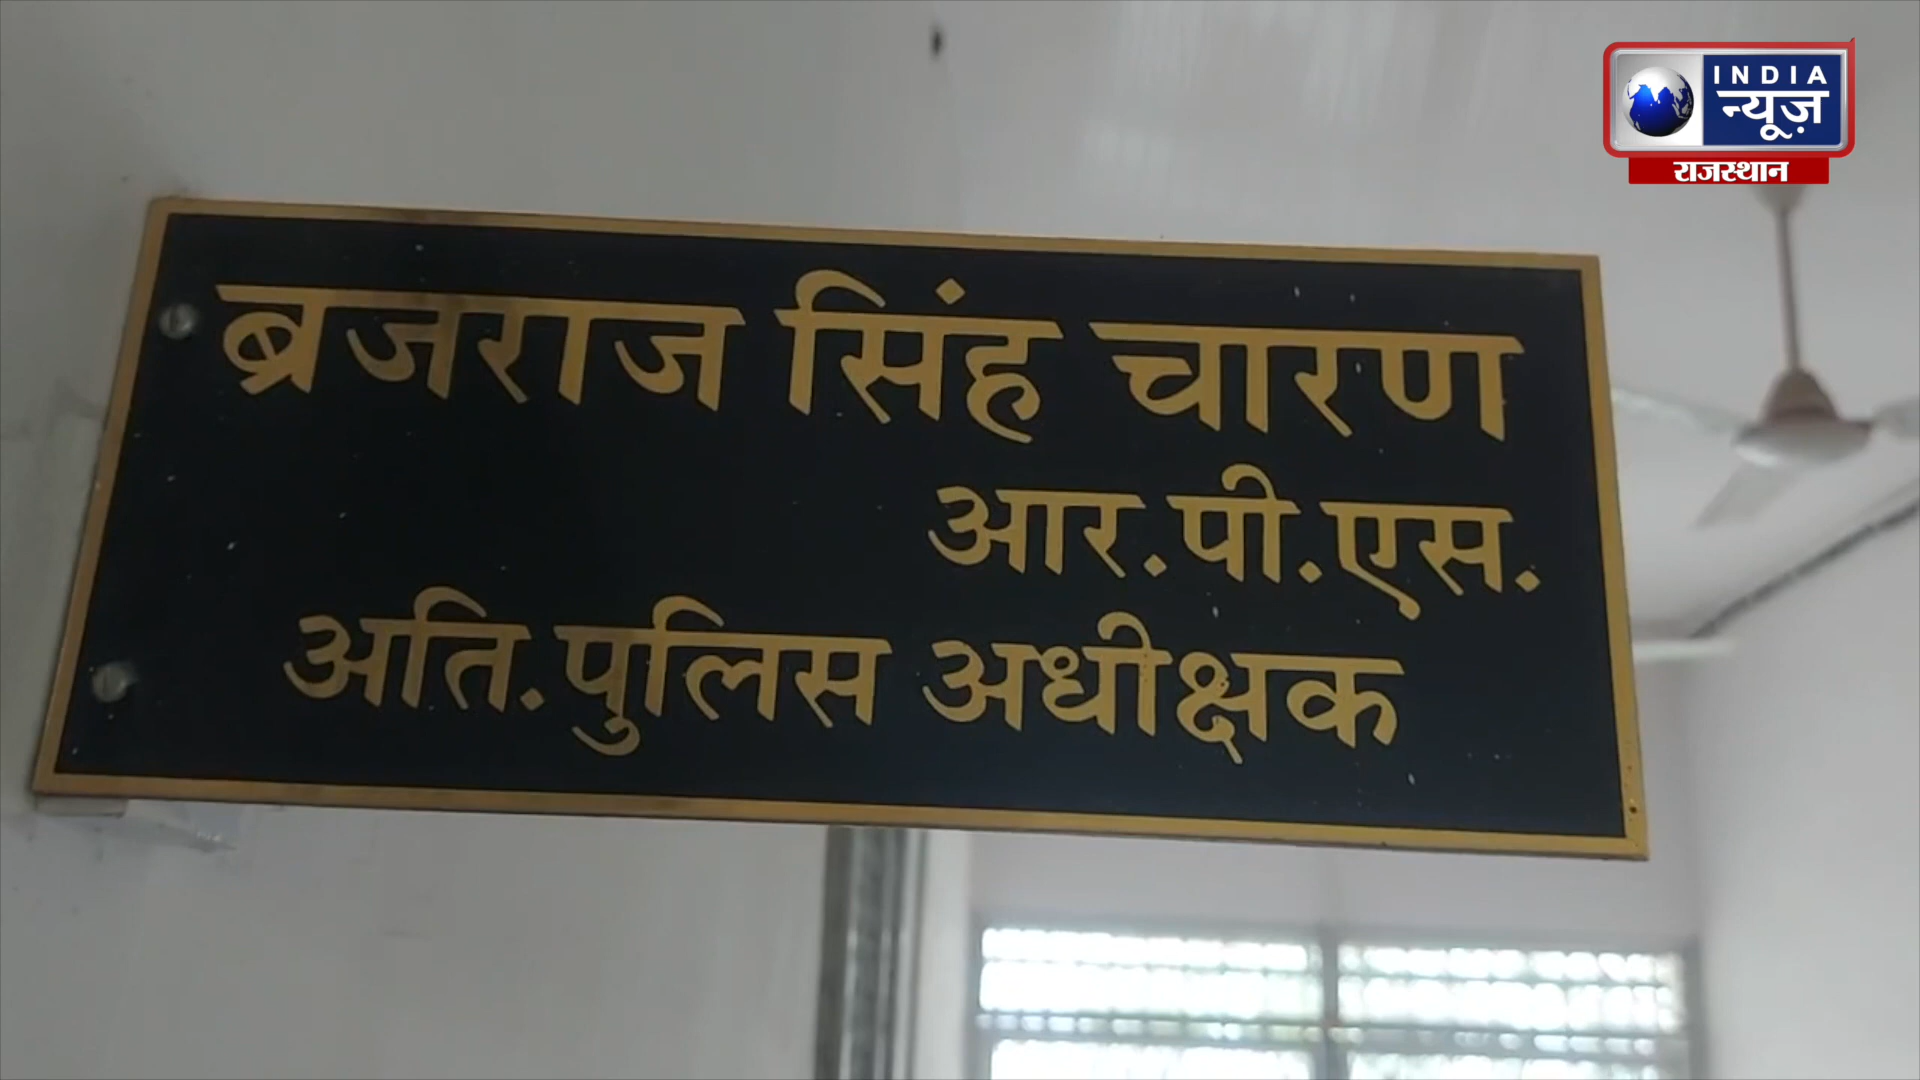 INDIA
न्यूज़
राजस्थान
ब्रजराज सिंह चारण
आर.पी.एस.
अति.पुलिस अधीक्षक